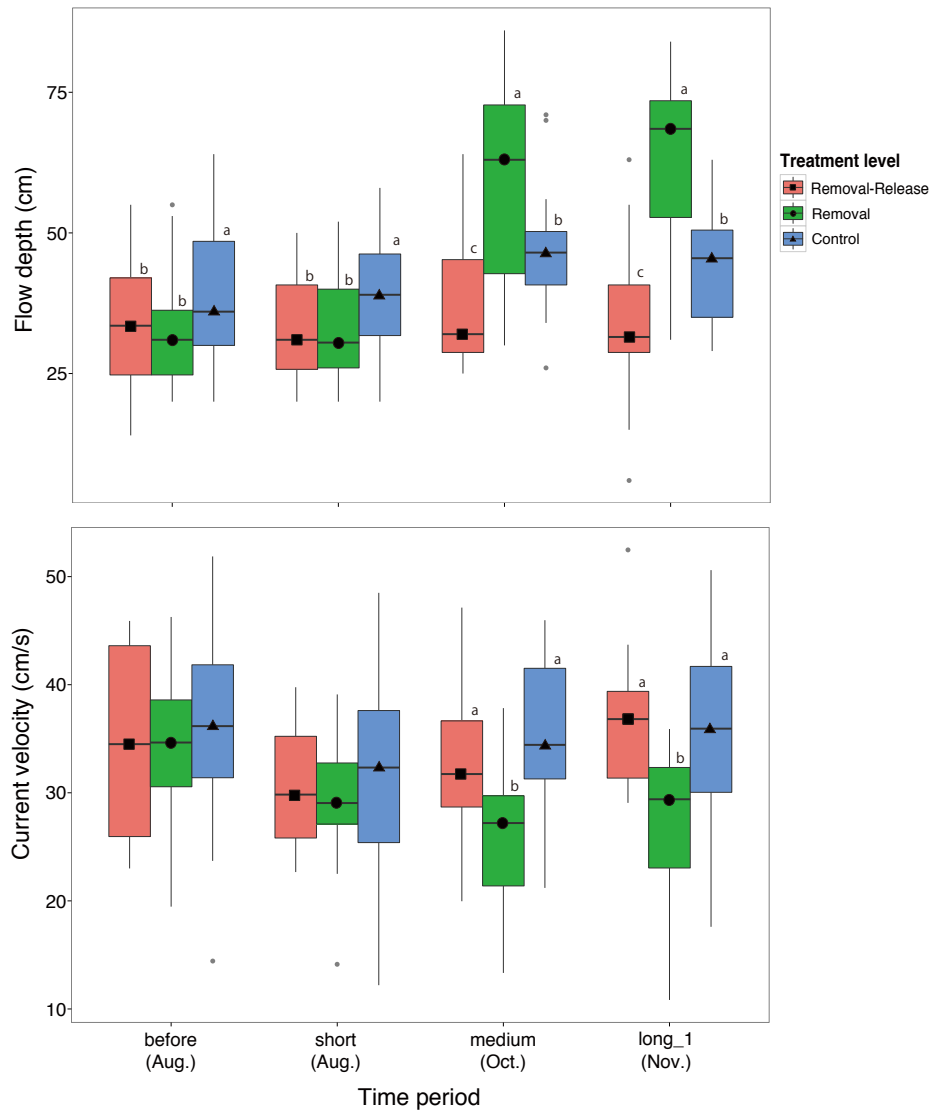 Flow depth (cm)
75
50
25
b
b
a
b
b
a
c
a
b
c
a
b
Treatment level
Removal-Release
Removal
Control
Current velocity (cm/s)
50
40
30
20
10
a
b
a
a
b
a
before
(Aug.)
short
(Aug.)
medium
(Oct.)
long_1
(Nov.)
Time period